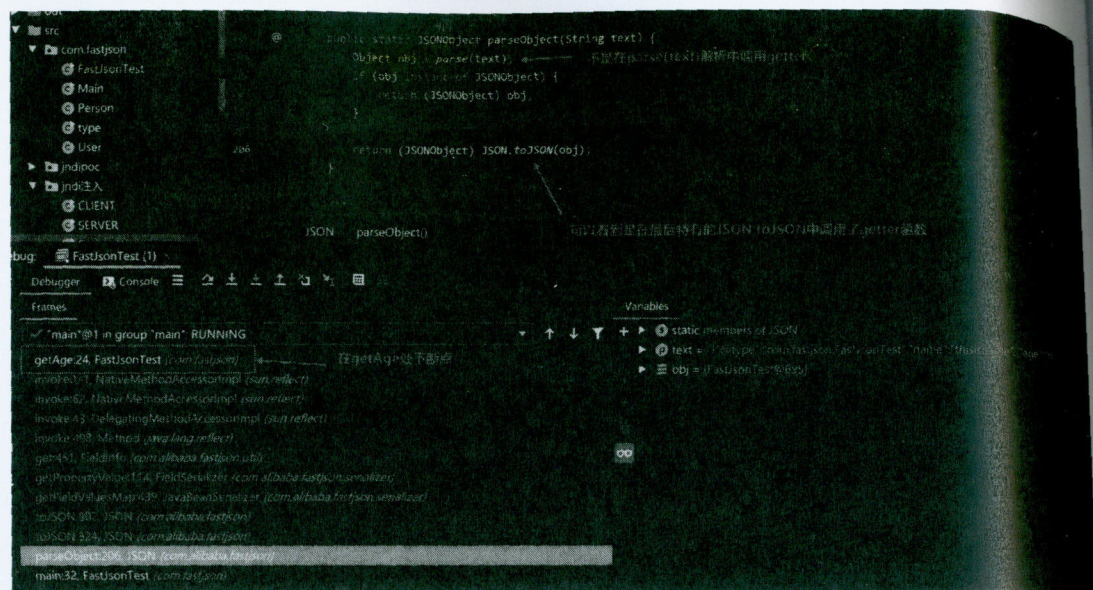 src
com.fastjson
FastJsonTest
Main
Person
type
User
jndipoc
jndi注入
CLIENT
SERVER
@
public static JSONObject parseObject(String text) {
Object obj = parse(text);
不是在parse(text)解析中调用getter
if (obj instanceof JSONObject) {
return (JSONObject) obj;
}
206
return (JSONObject) JSON.toJSON(obj);
}
JSON parseObject()
可以看到是在最后特有的JSON.toJSON中调用了getter函数
bug: FastJsonTest (1)
Debugger Console
Frames
Variables
"main"@1 in group "main": RUNNING
static members of JSON
getAge:24, FastJsonTest (com.fastjson)
在getAge处下断点
obj = {FastJsonTest@695}
invoke:62, NativeMethodAccessorImpl (sun.reflect)
invoke:43, DelegatingMethodAccessorImpl (sun.reflect)
invoke:498, Method (java.lang.reflect)
get:451, FieldInfo (com.alibaba.fastjson.util)
getPropertyValue:114, FieldSerializer (com.alibaba.fastjson.serializer)
getFieldValuesMap:439, JavaBeanSerializer (com.alibaba.fastjson.serializer)
toJSON:902, JSON (com.alibaba.fastjson)
toJSON:824, JSON (com.alibaba.fastjson)
parseObject:206, JSON (com.alibaba.fastjson)
main:32, FastJsonTest (com.fastjson)